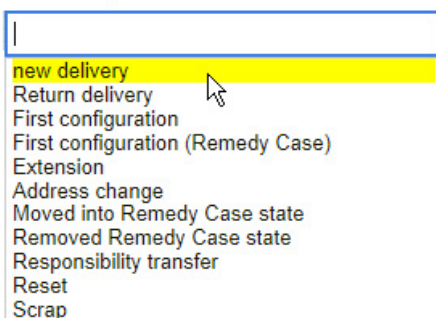 new delivery
Return delivery
First configuration
First configuration (Remedy Case)
Extension
Address change
Moved into Remedy Case state
Removed Remedy Case state
Responsibility transfer
Reset
Scrap